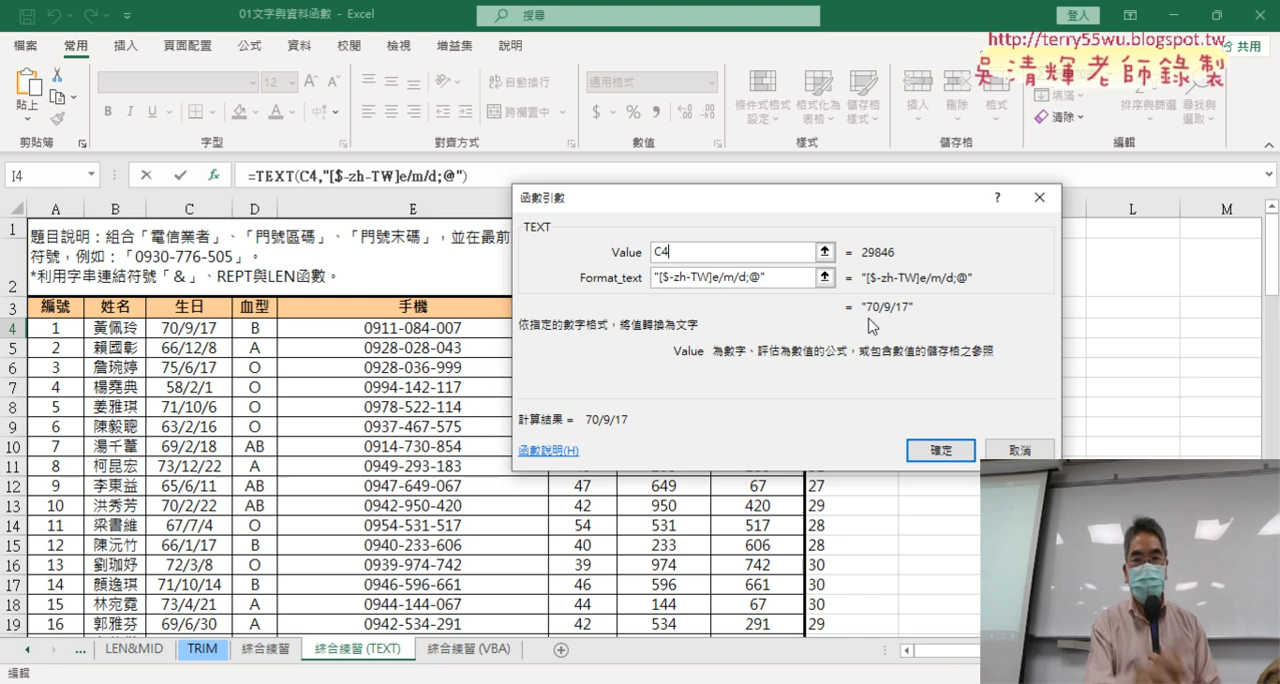 01文字與資料函數 - Excel
搜尋
登入
http://terry55wu.blogspot.tw
吳清輝老師錄製
檔案 常用 插入 頁面配置 公式 資料 校閱 檢視 增益集 說明 共用
12 自動換行 通用格式
貼上 B I U 跨欄置中 $ % 條件式格式設定 格式化為表格 儲存格樣式 插入 刪除 格式 填滿 清除 排序與篩選 尋找與選取
剪貼簿 字型 對齊方式 數值 樣式 儲存格 編輯
I4 fx =TEXT(C4,"[$-zh-TW]e/m/d;@")
A B C D E L M
題目說明：組合「電信業者」、「門號區碼」、「門號末碼」，並在最前
符號，例如：「0930-776-505」。
*利用字串連結符號「＆」、REPT與LEN函數。
函數引數 ?
TEXT
Value C4 = 29846
Format_text "[$-zh-TW]e/m/d;@" = "[$-zh-TW]e/m/d;@"
= "70/9/17"
依指定的數字格式，將值轉換為文字
Value 為數字、評估為數值的公式，或包含數值的儲存格之參照
計算結果 = 70/9/17
函數說明(H) 確定 取消
1
2
3 編號 姓名 生日 血型 手機
4 1 黃佩玲 70/9/17 B 0911-084-007
5 2 賴國彰 66/12/8 A 0928-028-043
6 3 詹琬婷 75/6/17 O 0928-036-999
7 4 楊堯典 58/2/1 O 0994-142-117
8 5 姜雅琪 71/10/6 O 0978-522-114
9 6 陳毅聰 63/2/16 O 0937-467-575
10 7 湯千薈 69/2/18 AB 0914-730-854
11 8 柯昆宏 73/12/22 A 0949-293-183
12 9 李東益 65/6/11 AB 0947-649-067 47 649 67 27
13 10 洪秀芳 70/2/22 AB 0942-950-420 42 950 420 29
14 11 梁書維 67/7/4 O 0954-531-517 54 531 517 28
15 12 陳沅竹 66/1/17 B 0940-233-606 40 233 606 28
16 13 劉珈妤 72/3/8 O 0939-974-742 39 974 742 30
17 14 顏逸琪 71/10/14 B 0946-596-661 46 596 661 30
18 15 林宛霓 73/4/21 A 0944-144-067 44 144 67 30
19 16 郭雅芬 69/6/30 A 0942-534-291 42 534 291 29
... LEN&MID TRIM 綜合練習 綜合練習 (TEXT) 綜合練習 (VBA)
編輯